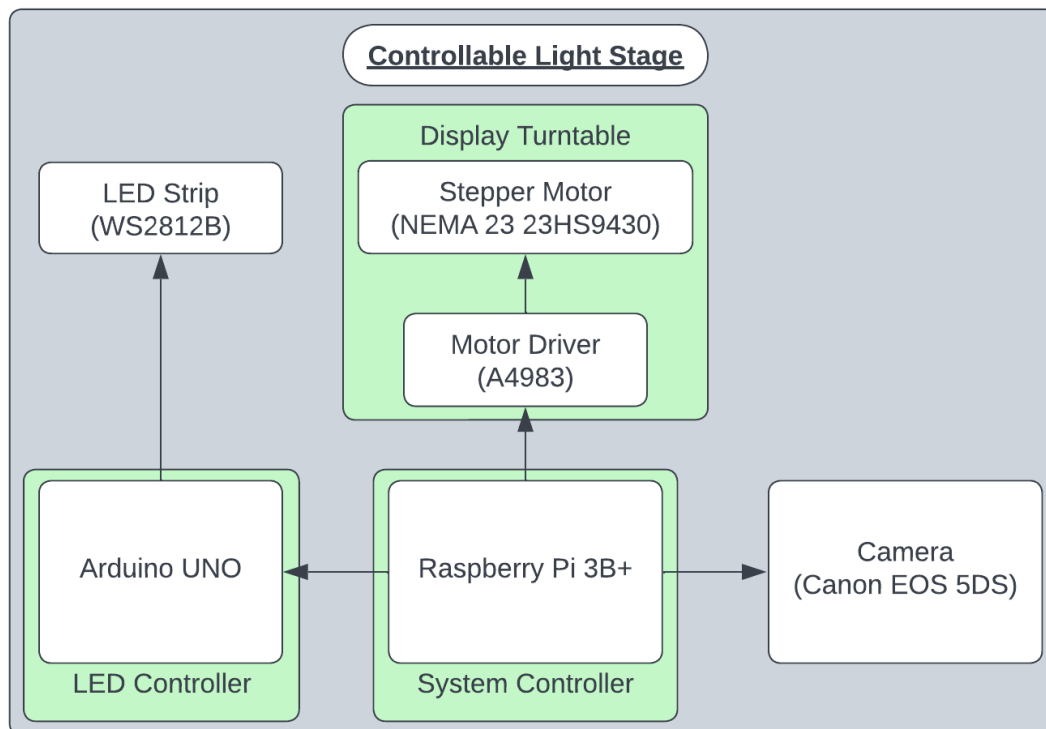 Controllable Light Stage
Display Turntable
LED Strip
(WS2812B)
Stepper Motor
(NEMA 23 23HS9430)
Motor Driver
(A4983)
Arduino UNO
LED Controller
Raspberry Pi 3B+
System Controller
Camera
(Canon EOS 5DS)